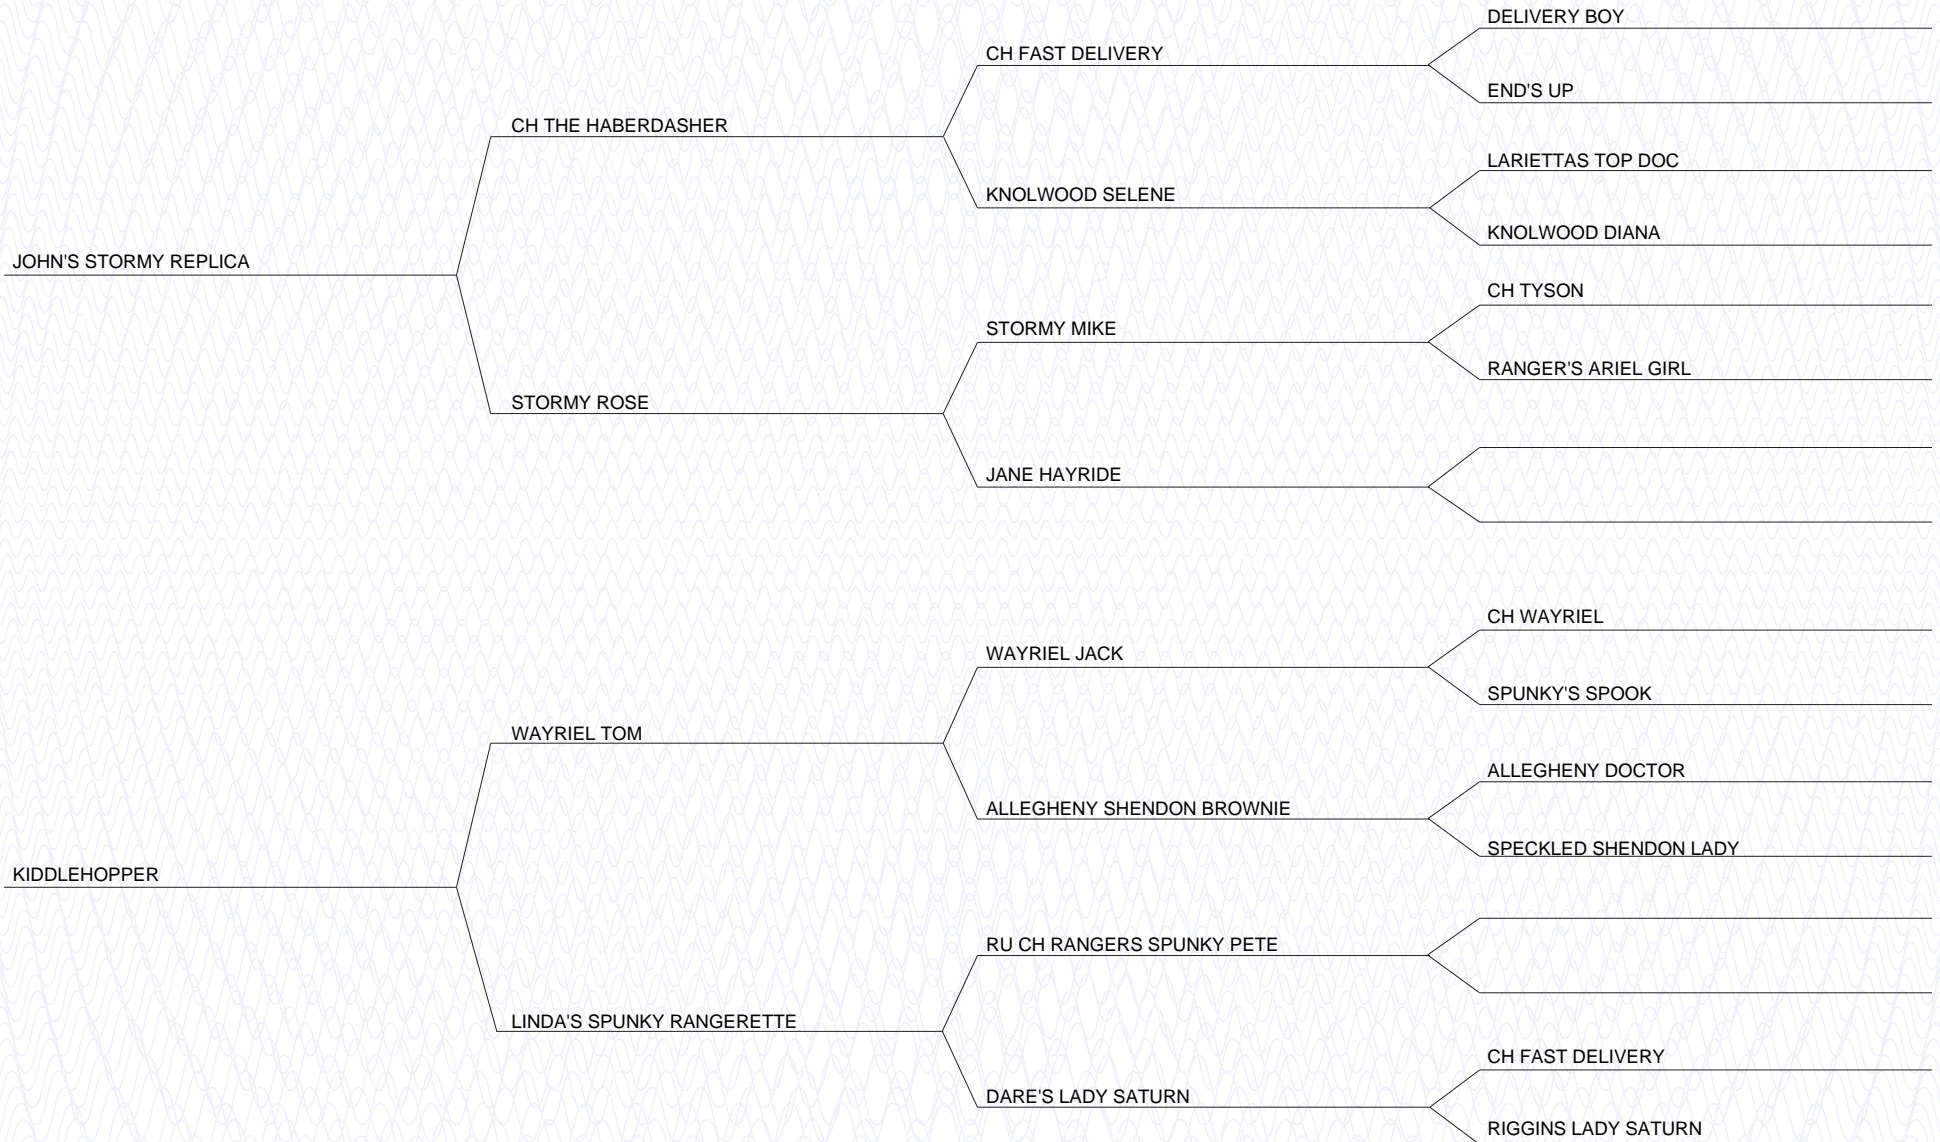 DELIVERY BOY
CH FAST DELIVERY
END'S UP
CH THE HABERDASHER
LARIETTAS TOP DOC
KNOLWOOD SELENE
KNOLWOOD DIANA
JOHN'S STORMY REPLICA
CH TYSON
STORMY MIKE
RANGER'S ARIEL GIRL
STORMY ROSE
JANE HAYRIDE
CH WAYRIEL
WAYRIEL JACK
SPUNKY'S SPOOK
WAYRIEL TOM
ALLEGHENY DOCTOR
ALLEGHENY SHENDON BROWNIE
SPECKLED SHENDON LADY
KIDDLEHOPPER
RU CH RANGERS SPUNKY PETE
LINDA'S SPUNKY RANGERETTE
CH FAST DELIVERY
DARE'S LADY SATURN
RIGGINS LADY SATURN